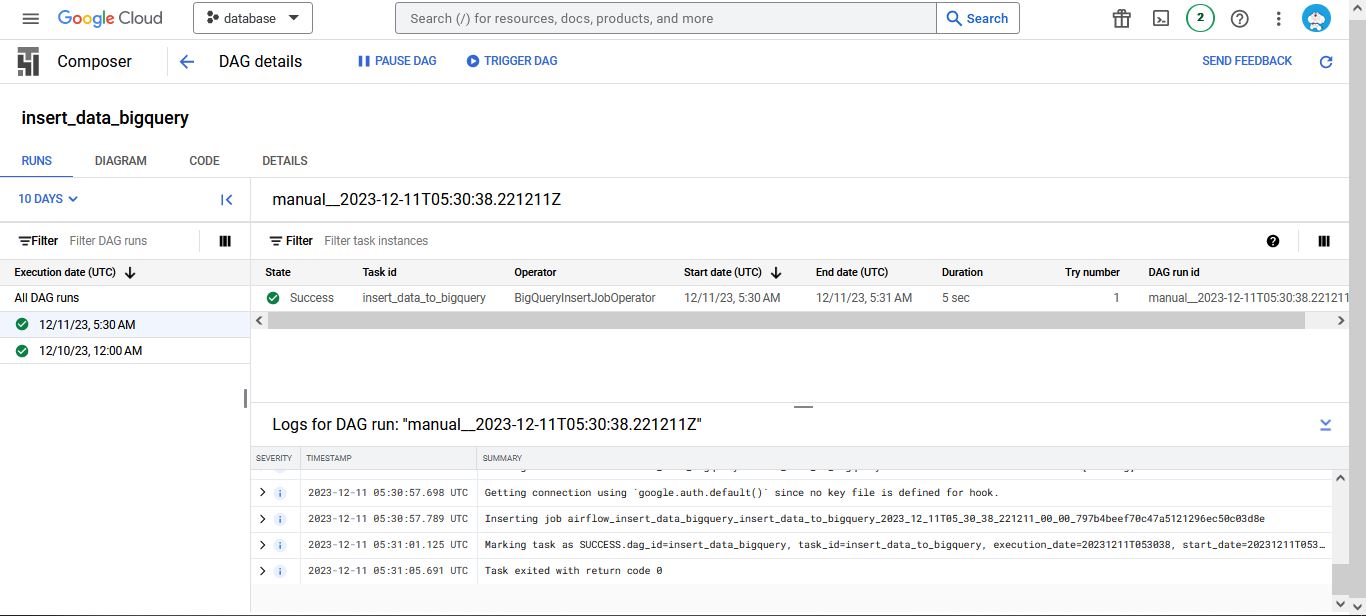 Google Cloud
database
Search (/) for resources, docs, products, and more
Search
2
Composer
DAG details
PAUSE DAG
TRIGGER DAG
SEND FEEDBACK
insert_data_bigquery
RUNS DIAGRAM CODE DETAILS
10 DAYS
manual__2023-12-11T05:30:38.221211Z
Filter Filter DAG runs
Filter Filter task instances
Execution date (UTC)
State Task id Operator Start date (UTC) End date (UTC) Duration Try number DAG run id
All DAG runs
Success insert_data_to_bigquery BigQueryInsertJobOperator 12/11/23, 5:30 AM 12/11/23, 5:31 AM 5 sec 1 manual__2023-12-11T05:30:38.221211
12/11/23, 5:30 AM
12/10/23, 12:00 AM
Logs for DAG run: "manual__2023-12-11T05:30:38.221211Z"
SEVERITY TIMESTAMP SUMMARY
2023-12-11 05:30:57.698 UTC Getting connection using `google.auth.default()` since no key file is defined for hook.
2023-12-11 05:30:57.789 UTC Inserting job airflow_insert_data_bigquery_insert_data_to_bigquery_2023_12_11T05_30_38_221211_00_00_797b4beef70c47a5121296ec50c03d8e
2023-12-11 05:31:01.125 UTC Marking task as SUCCESS.dag_id=insert_data_bigquery, task_id=insert_data_to_bigquery, execution_date=20231211T053038, start_date=20231211T053…
2023-12-11 05:31:05.691 UTC Task exited with return code 0